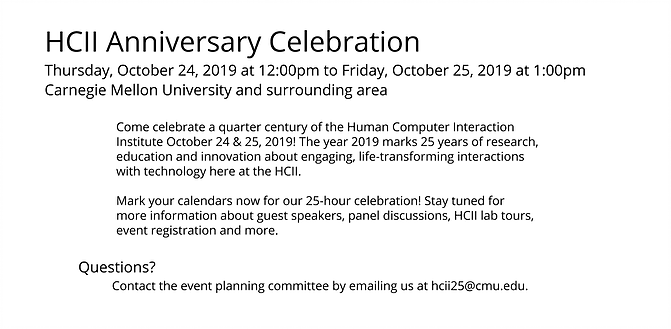 HCII Anniversary Celebration
Thursday, October 24, 2019 at 12:00pm to Friday, October 25, 2019 at 1:00pm
Carnegie Mellon University and surrounding area
Come celebrate a quarter century of the Human Computer Interaction
Institute October 24 & 25, 2019! The year 2019 marks 25 years of research,
education and innovation about engaging, life-transforming interactions
with technology here at the HCII.
Mark your calendars now for our 25-hour celebration! Stay tuned for
more information about guest speakers, panel discussions, HCII lab tours,
event registration and more.
Questions?
Contact the event planning committee by emailing us at hcii25@cmu.edu.